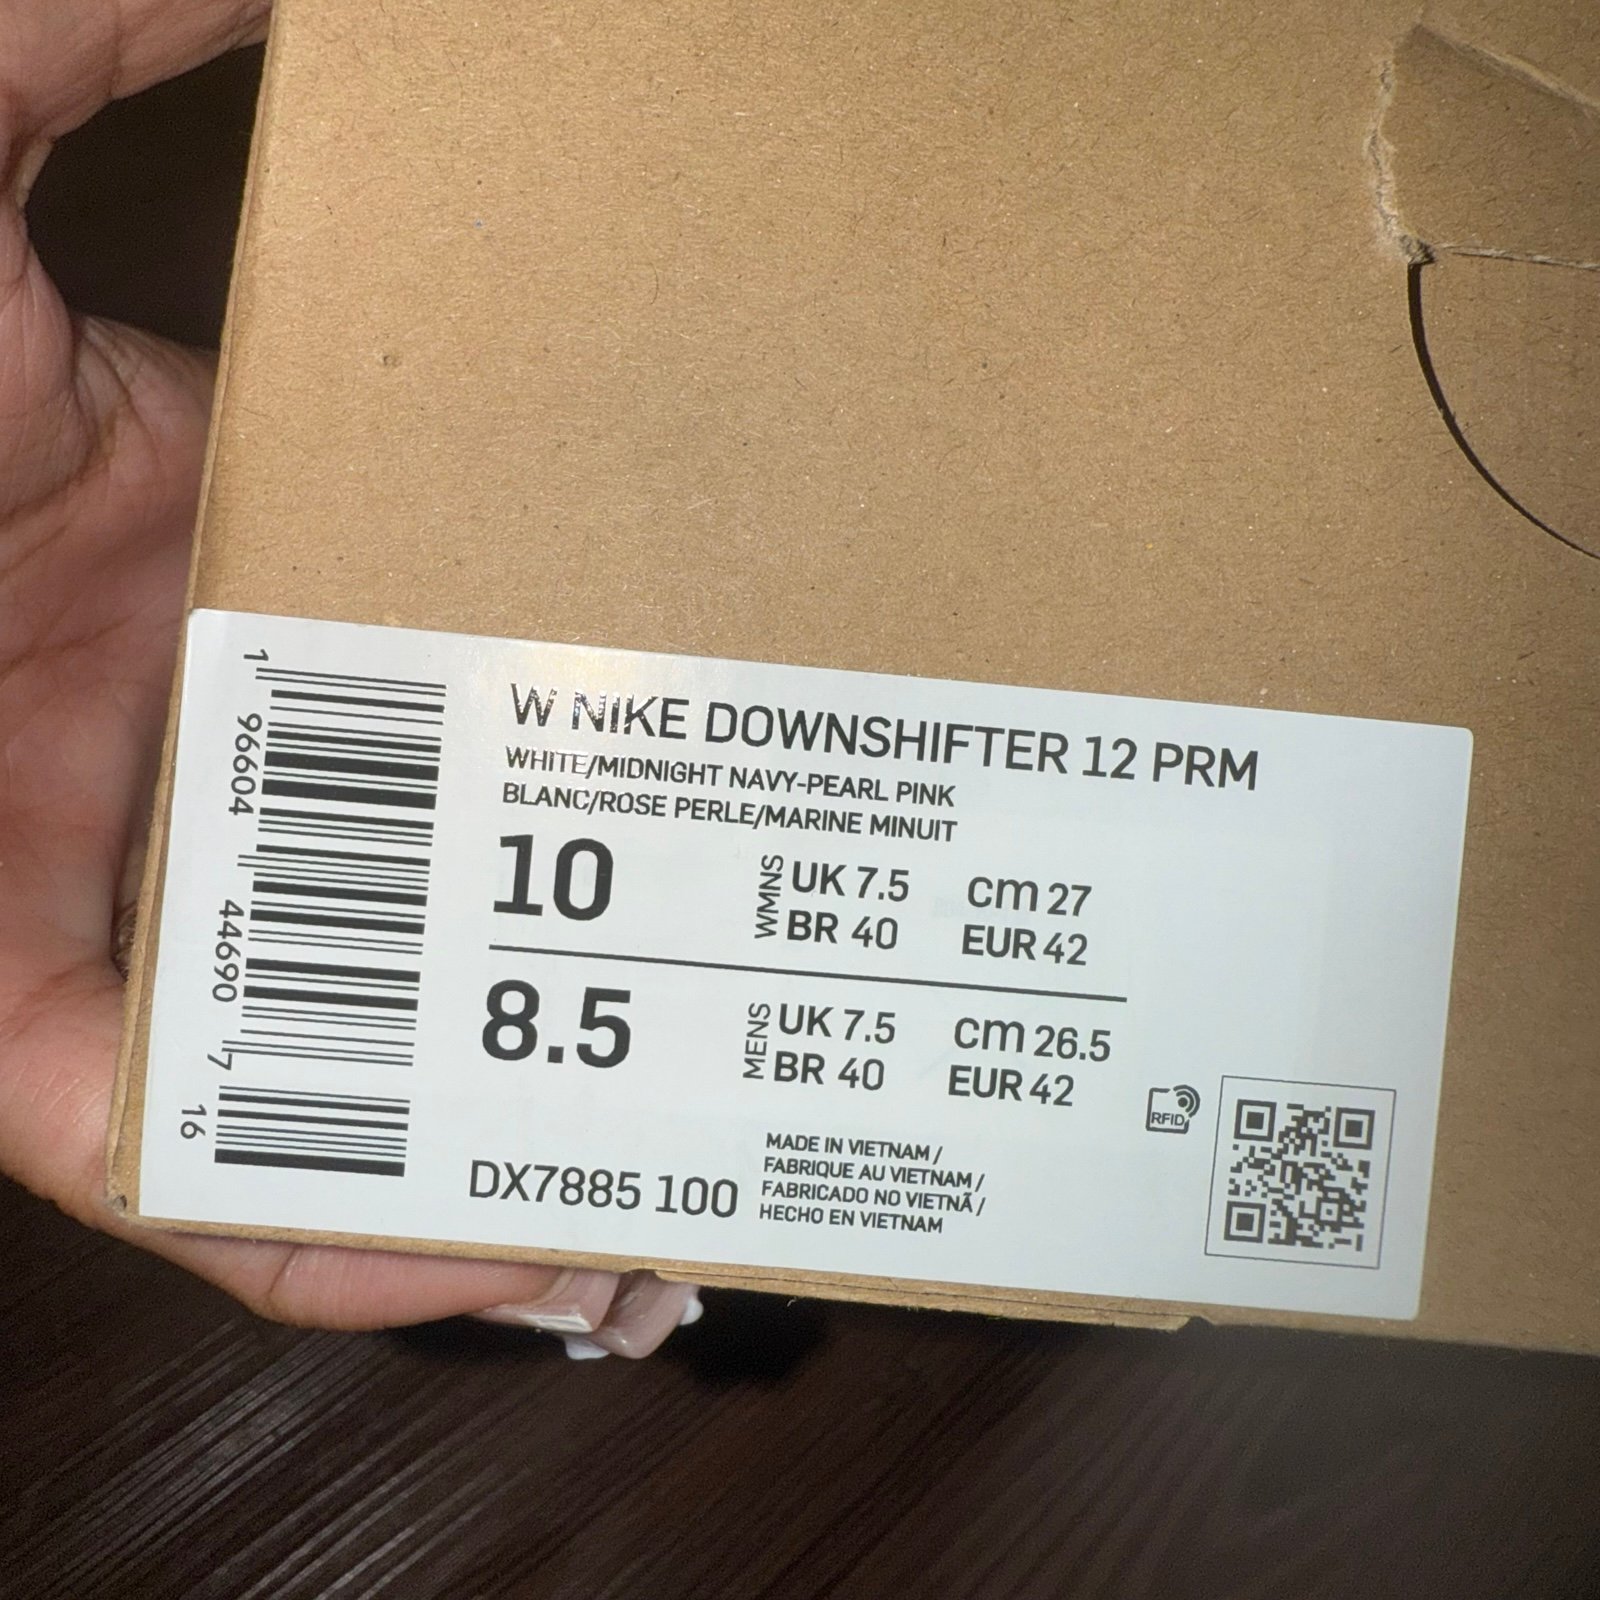 W NIKE DOWNSHIFTER 12 PRM
WHITE/MIDNIGHT NAVY-PEARL PINK
BLANC/ROSE PERLE/MARINE MINUIT
10
WMNS
UK 7.5 cm 27
BR 40 EUR 42
8.5
MENS
UK 7.5 cm 26.5
BR 40 EUR 42
DX7885 100
MADE IN VIETNAM /
FABRIQUE AU VIETNAM /
FABRICADO NO VIETNÃ /
HECHO EN VIETNAM
RFID
1 96604 44690 7 16